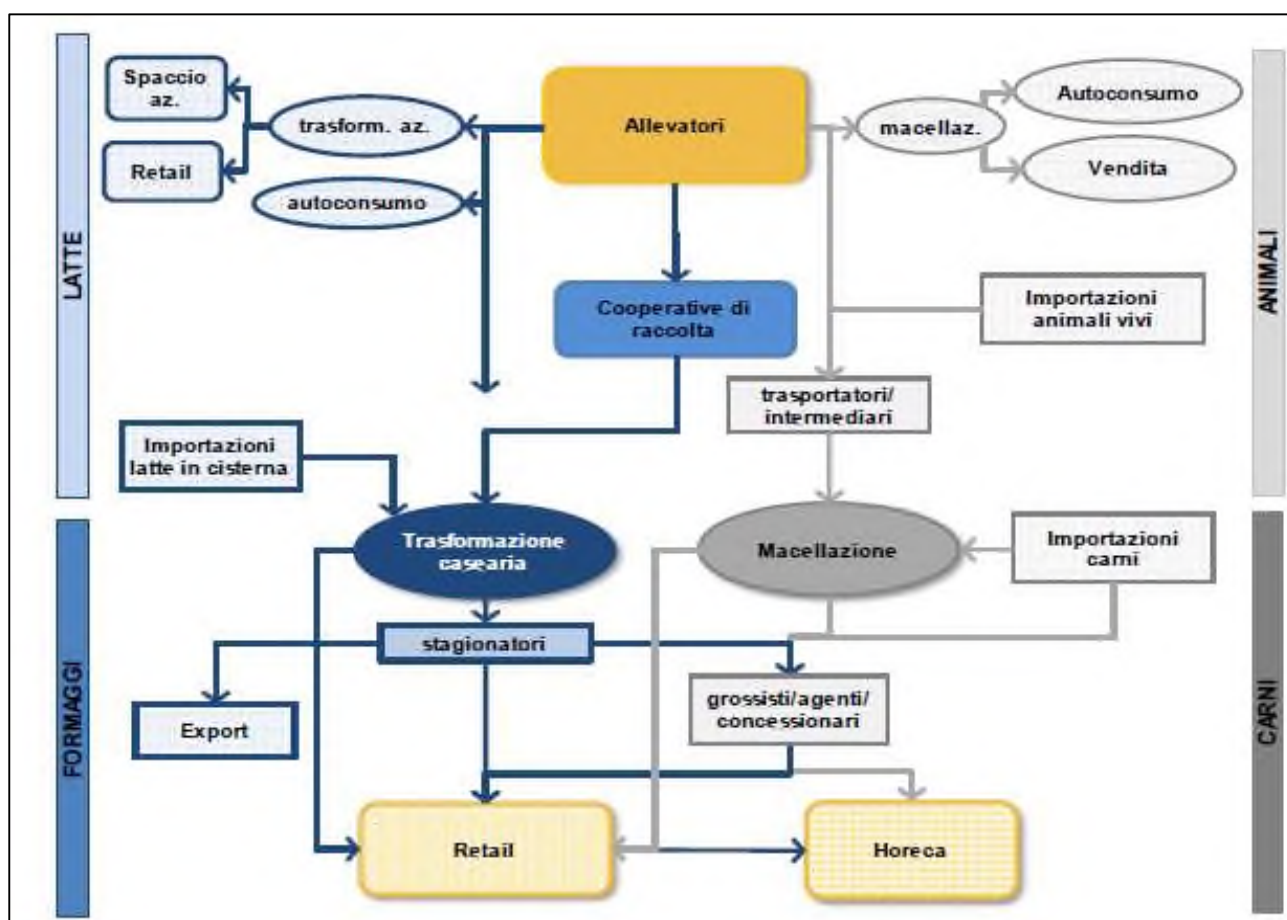 LATTE
Spaccio
az.
trasform. az.
Retail
autoconsumo
Allevatori
macellaz.
Autoconsumo
Vendita
ANIMALI
Cooperative di
raccolta
Importazioni
animali vivi
trasportatori/
intermediari
Importazioni
latte in cisterna
FORMAGGI
Trasformazione
casearia
Macellazione
Importazioni
carni
CARNI
stagionatori
Export
grossisti/agenti/
concessionari
Retail
Horeca